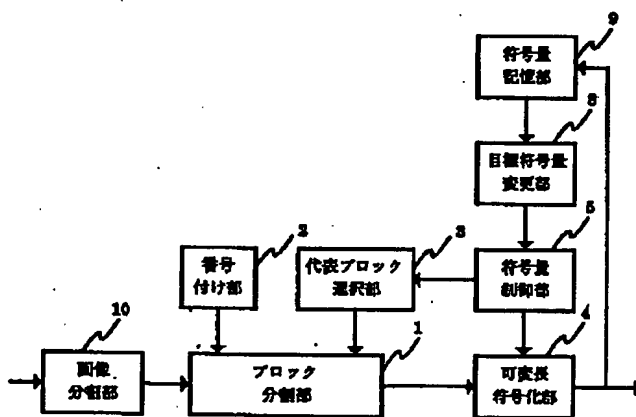 9
符号量
記憶部
8
目標符号量
変更部
2
番号
付け部
3
代表ブロック
選択部
5
符号量
制御部
10
画像
分割部
1
ブロック
分割部
4
可変長
符号化部